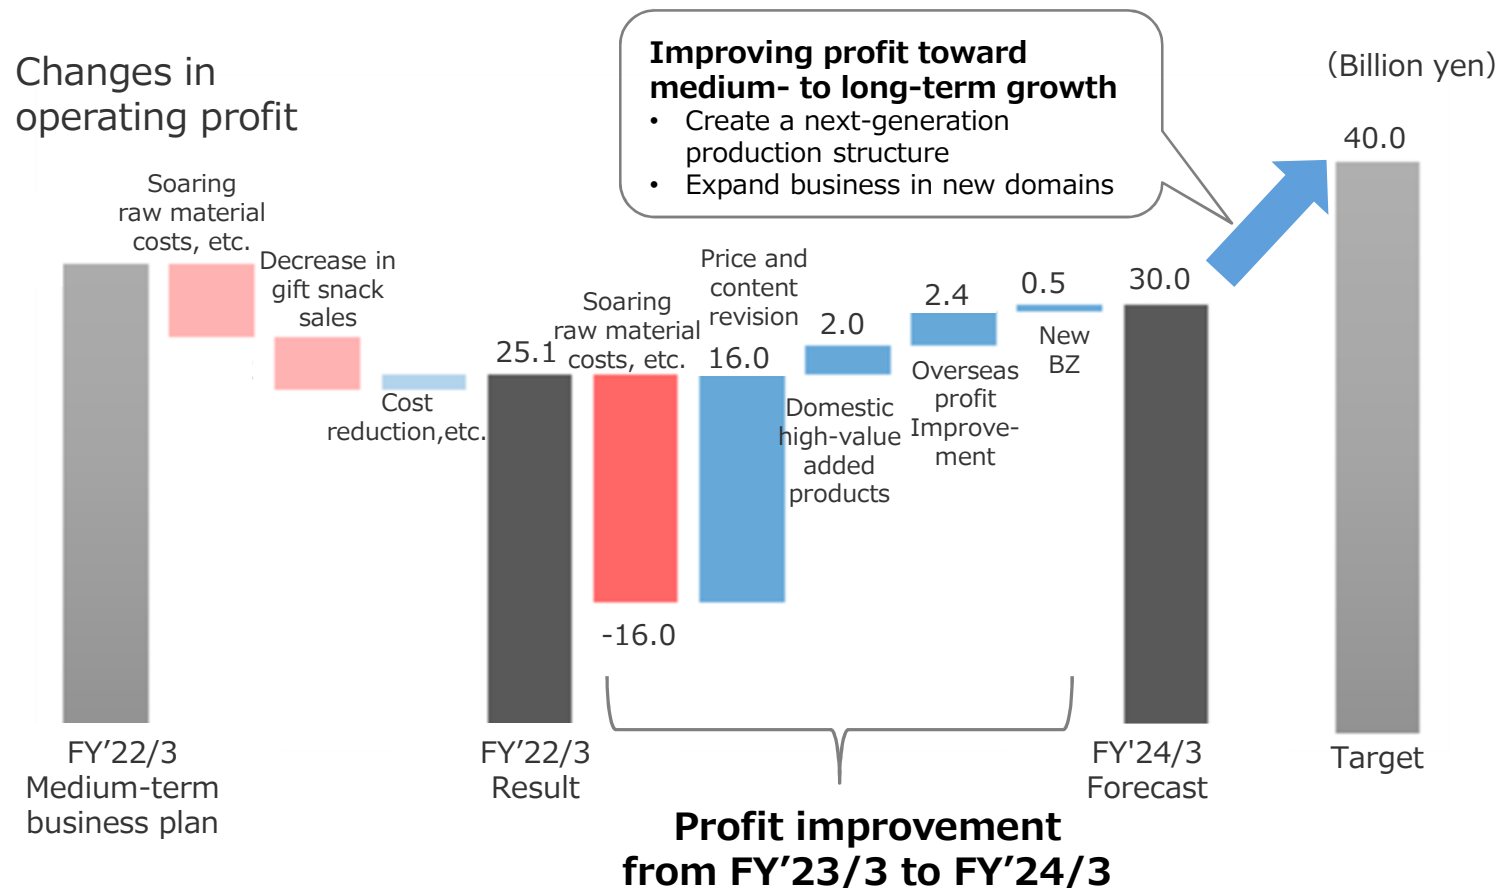 Changes in
operating profit
Improving profit toward
medium- to long-term growth
• Create a next-generation
production structure
• Expand business in new domains
（Billion yen）
40.0
Soaring
raw material
costs, etc.
Decrease in
gift snack
sales
Cost
reduction,etc.
25.1
Soaring
raw material
costs, etc.
-16.0
Price and
content
revision
16.0
2.0
Domestic
high-value
added
products
2.4
Overseas
profit
Improve-
ment
0.5
New
BZ
30.0
FY’22/3
Medium-term
business plan
FY’22/3
Result
FY'24/3
Forecast
Target
Profit improvement
from FY’23/3 to FY’24/3